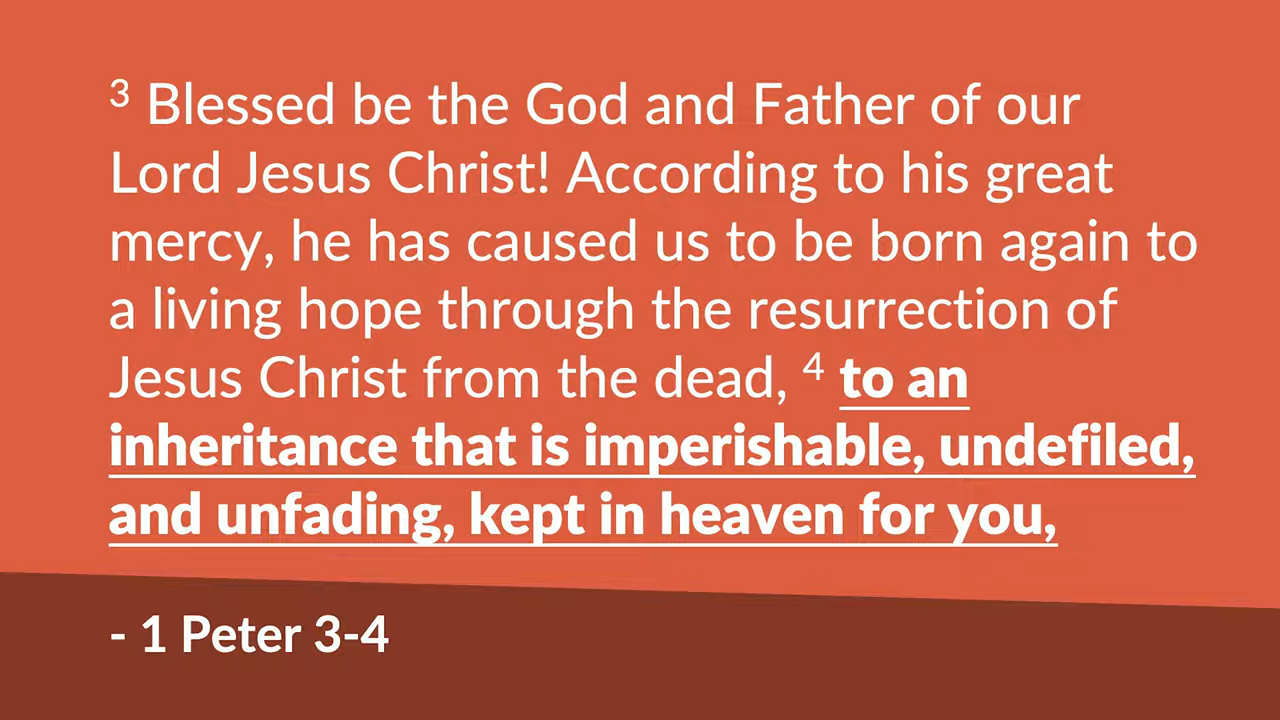 3 Blessed be the God and Father of our
Lord Jesus Christ! According to his great
mercy, he has caused us to be born again to
a living hope through the resurrection of
Jesus Christ from the dead, 4 to an
inheritance that is imperishable, undefiled,
and unfading, kept in heaven for you,
- 1 Peter 3-4